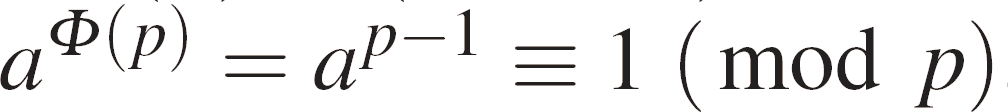 a^{Φ(p)} = a^{p−1} ≡ 1 (mod p)